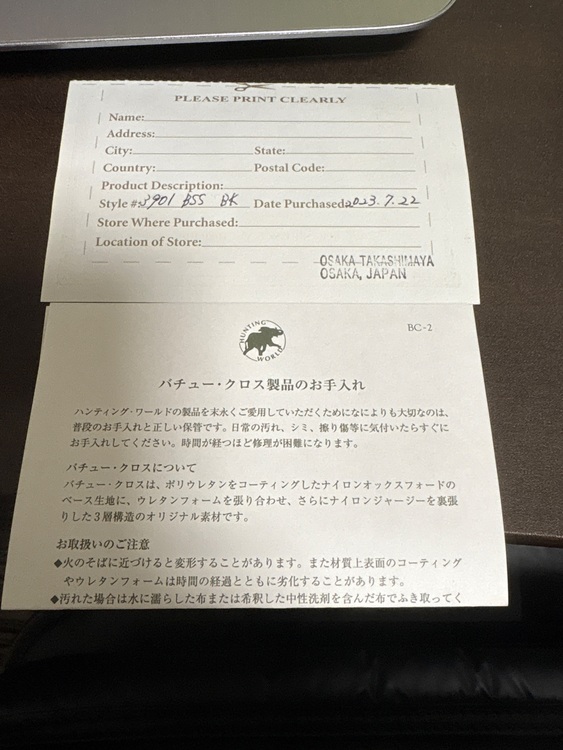 PLEASE PRINT CLEARLY
Name:
Address:
City: State:
Country: Postal Code:
Product Description:
Style #: 3901 BSS BK Date Purchased 2023.7.22
Store Where Purchased:
Location of Store:
OSAKA TAKASHIMAYA
OSAKA, JAPAN
HUNTING WORLD
BC-2
バチュー・クロス製品のお手入れ
ハンティング・ワールドの製品を末永くご愛用していただくためになによりも大切なのは、
普段のお手入れと正しい保管です。日常の汚れ、シミ、擦り傷等に気付いたらすぐに
お手入れしてください。時間が経つほど修理が困難になります。
バチュー・クロスについて
バチュー・クロスは、ポリウレタンをコーティングしたナイロンオックスフォードの
ベース生地に、ウレタンフォームを張り合わせ、さらにナイロンジャージーを裏張
りした3層構造のオリジナル素材です。
お取扱いのご注意
◆火のそばに近づけると変形することがあります。また材質上表面のコーティング
やウレタンフォームは時間の経過とともに劣化することがあります。
◆汚れた場合は水に濡らした布または希釈した中性洗剤を含んだ布でふき取ってく